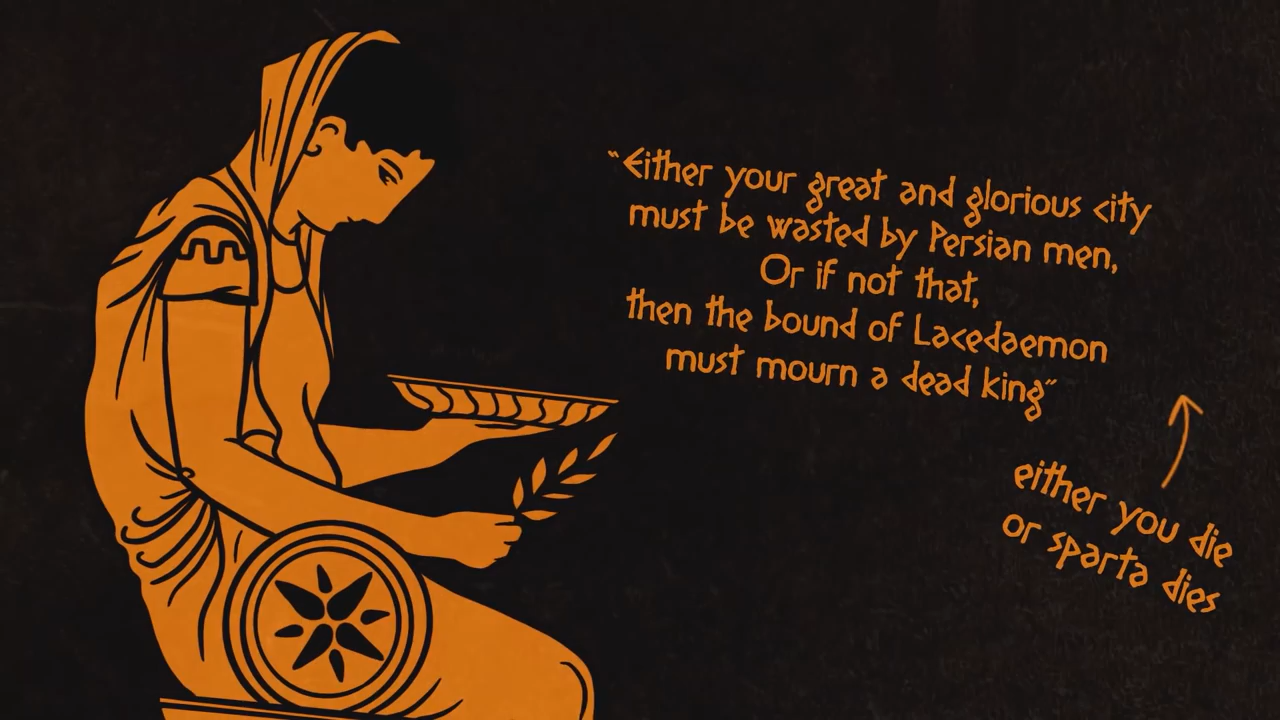 “Either your great and glorious city
must be wasted by Persian men,
Or if not that,
then the bound of Lacedaemon
must mourn a dead king”
either you die
or sparta dies